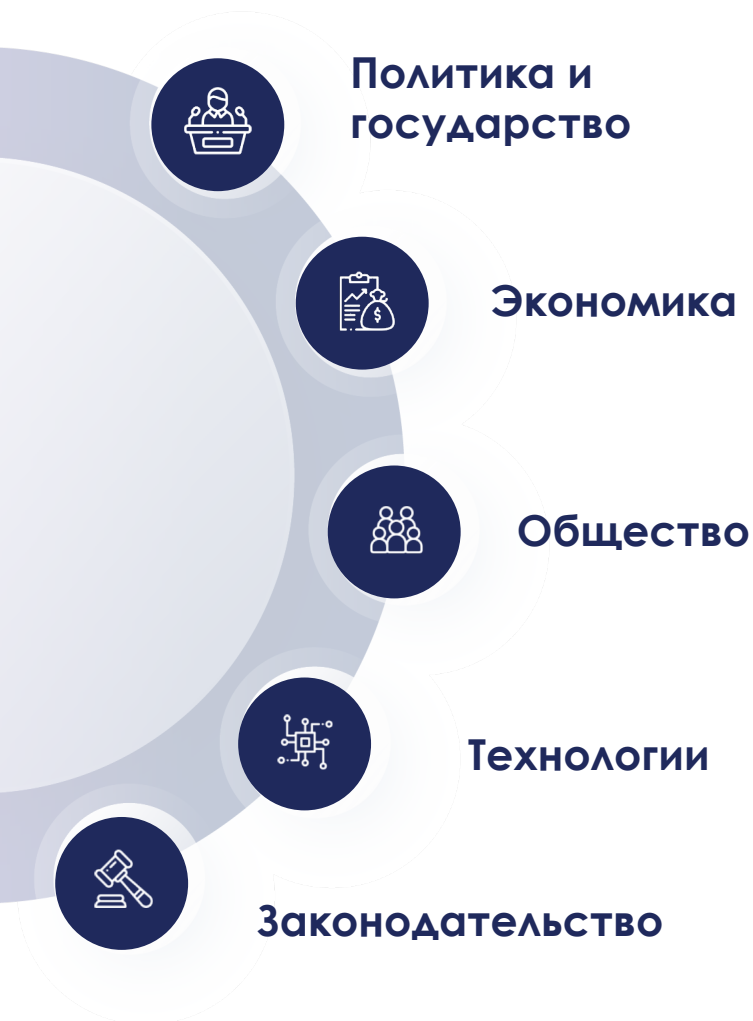 Политика и
государство
Экономика
Общество
Технологии
Законодательство